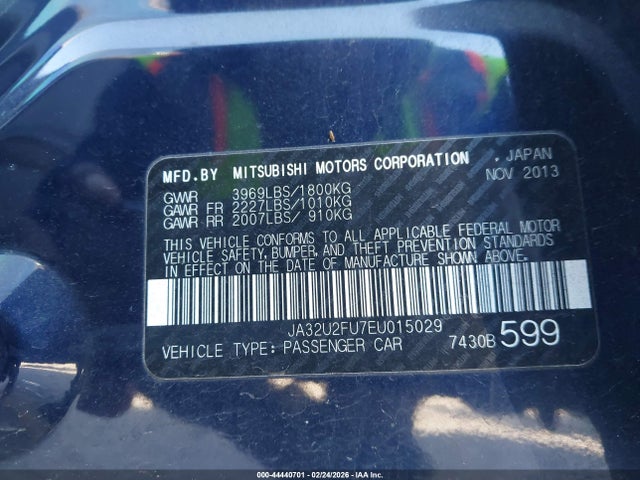 MFD.BY MITSUBISHI MOTORS CORPORATION , JAPAN
GVWR 3969LBS/1800KG NOV 2013
GAWR FR 2227LBS/1010KG
GAWR RR 2007LBS/ 910KG
THIS VEHICLE CONFORMS TO ALL APPLICABLE FEDERAL MOTOR
VEHICLE SAFETY, BUMPER, AND THEFT PREVENTION STANDARDS
IN EFFECT ON THE DATE OF MANUFACTURE SHOWN ABOVE.
JA32U2FU7EU015029
VEHICLE TYPE: PASSENGER CAR 7430B 599
000-44440701 - 02/24/2026 - IAAHQ INC.